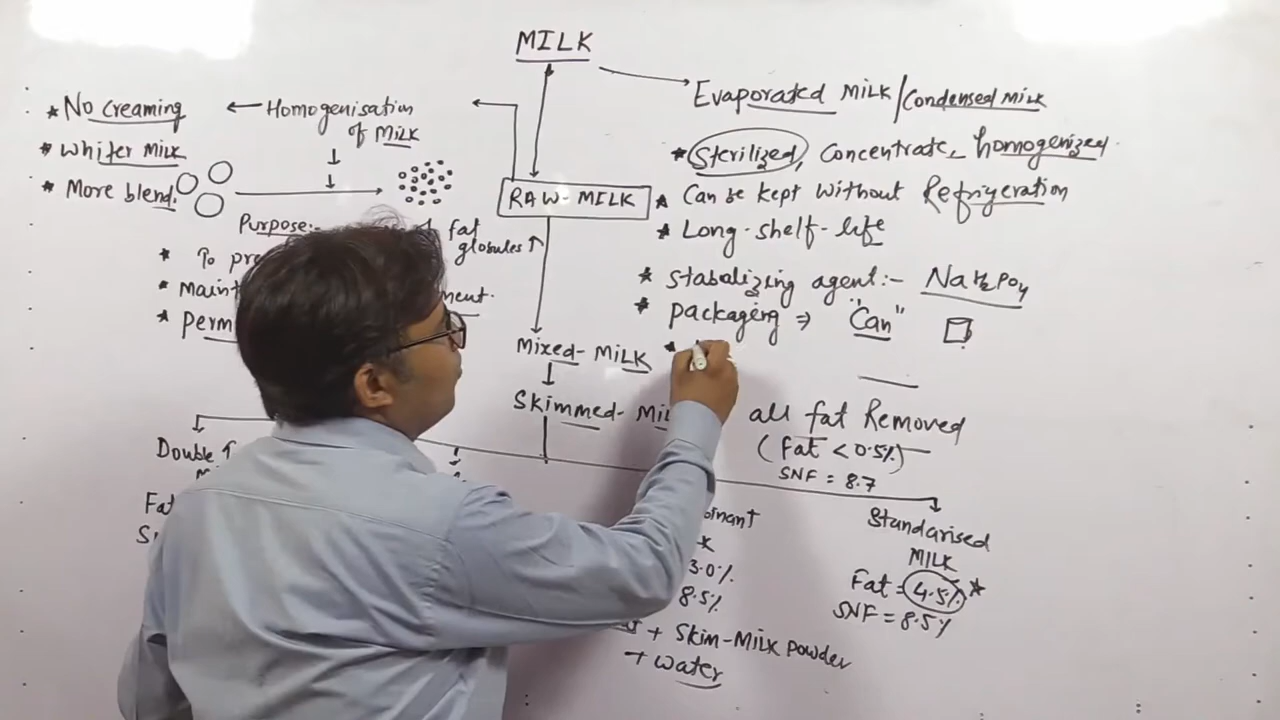 MILK
Evaporated MILK/Condensed MILK
* Sterilized, Concentrate, homogenized.
* Can be kept without Refrigeration
* Long-shelf-life
* Stabalizing agent:- NaH₂PO₄
* packageing ⇒ "Can"
*
* No creaming ← Homogenisation
of MILK
* Whiter MILK
* More blend.
RAW-MILK
Purpose:- fat
globules ↑
* To pre
* Maint ment.
* Perm
Mixed-MILK
Skimmed-MIL
all fat Removed
(Fat < 0.5%)
SNF = 8.7
Double ↑
Fat
Standarised
MILK
Fat = 4.5% *
SNF = 8.5%
3.0%
8.5%
+ Skim-MILK powder
+ water